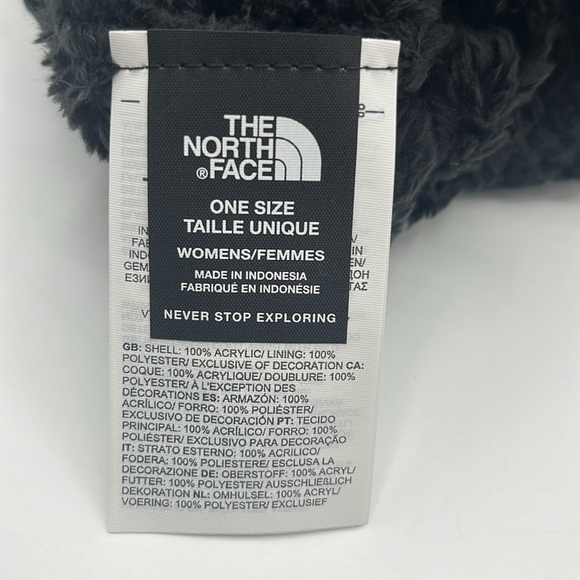 THE
NORTH
®FACE
ONE SIZE
TAILLE UNIQUE
WOMENS/FEMMES
MADE IN INDONESIA
FABRIQUÉ EN INDONÉSIE
NEVER STOP EXPLORING
GB: SHELL: 100% ACRYLIC/ LINING: 100%
POLYESTER/ EXCLUSIVE OF DECORATION CA:
COQUE: 100% ACRYLIQUE/ DOUBLURE: 100%
POLYESTER/ À L'EXCEPTION DES
DÉCORATIONS ES: ARMAZÓN: 100%
ACRÍLICO/ FORRO: 100% POLIÉSTER/
EXCLUSIVO DE DECORACIÓN PT: TECIDO
PRINCIPAL: 100% ACRÍLICO/ FORRO: 100%
POLIÉSTER/ EXCLUSIVO PARA DECORAÇÃO
IT: STRATO ESTERNO: 100% ACRILICO/
FODERA: 100% POLIESTERE/ ESCLUSA LA
DECORAZIONE DE: OBERSTOFF: 100% ACRYL/
FUTTER: 100% POLYESTER/ AUSSCHLIEßLICH
DEKORATION NL: OMHULSEL: 100% ACRYL/
VOERING: 100% POLYESTER/ EXCLUSIEF